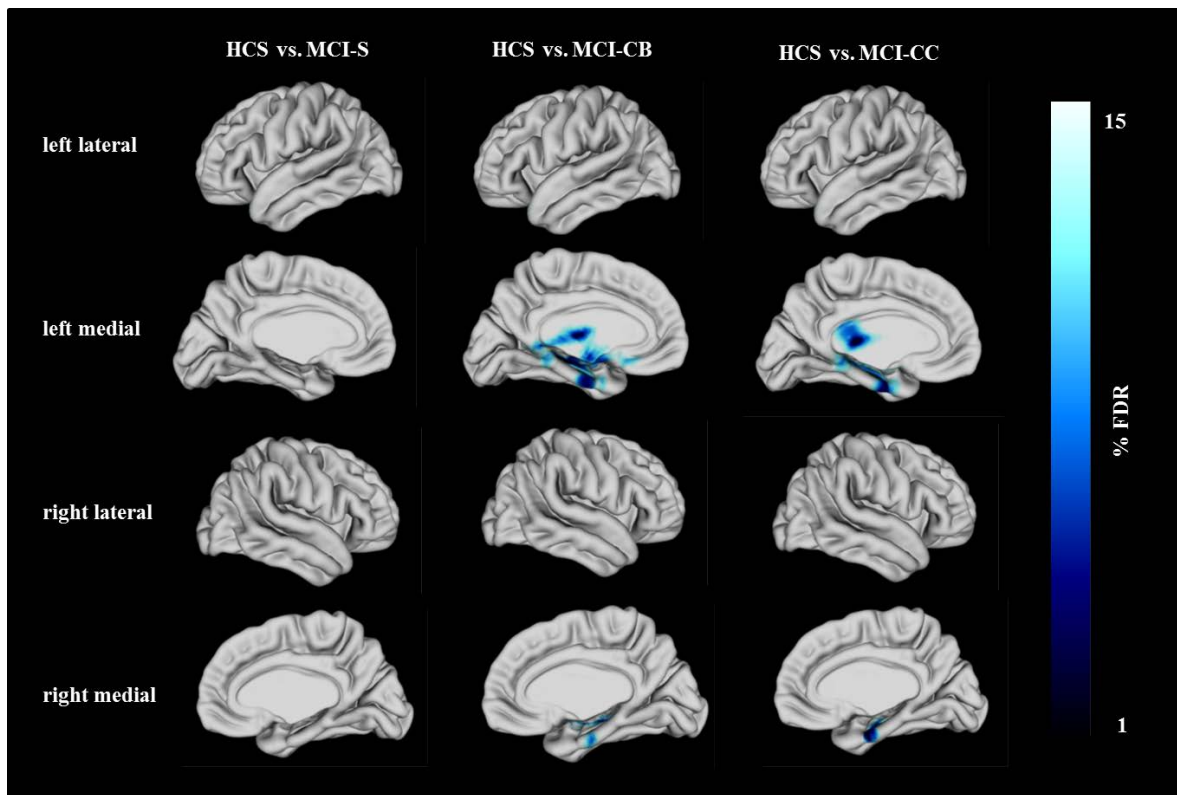 HCS vs. MCI-S
HCS vs. MCI-CB
HCS vs. MCI-CC
15
left lateral
left medial
% FDR
right lateral
right medial
1